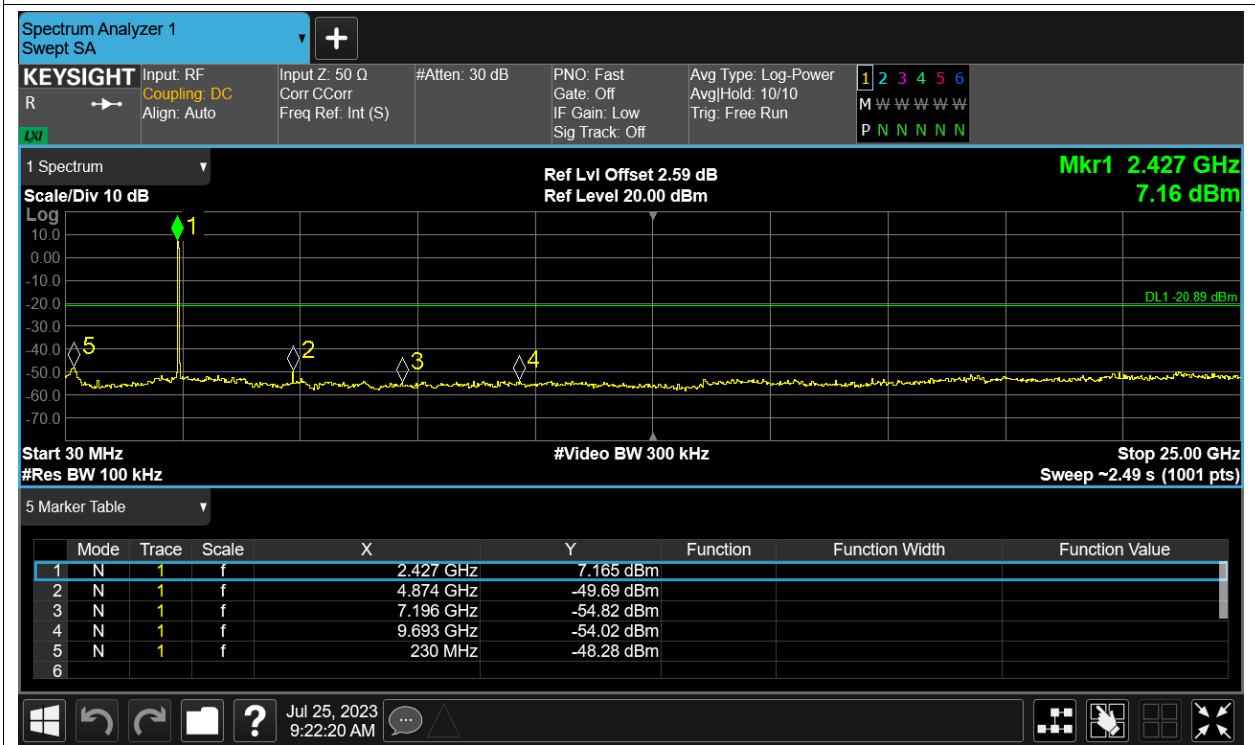 Spectrum Analyzer 1
Swept SA
+
KEYSIGHT Input: RF Input Z: 50 Ω #Atten: 30 dB PNO: Fast Avg Type: Log-Power 1 2 3 4 5 6
R Coupling: DC Corr CCorr Gate: Off Avg|Hold: 10/10 M W W W W W
Align: Auto Freq Ref: Int (S) IF Gain: Low Trig: Free Run
LXI Sig Track: Off P N N N N N
1 Spectrum Ref Lvl Offset 2.59 dB Mkr1 2.427 GHz
Scale/Div 10 dB Ref Level 20.00 dBm 7.16 dBm
Log
1
10.0
0.00
-10.0
-20.0 DL1 -20.89 dBm
-30.0
-40.0 5 2 3 4
-50.0
-60.0
-70.0
Start 30 MHz #Video BW 300 kHz Stop 25.00 GHz
#Res BW 100 kHz Sweep ~2.49 s (1001 pts)
5 Marker Table
Mode Trace Scale X Y Function Function Width Function Value
1 N 1 f 2.427 GHz 7.165 dBm
2 N 1 f 4.874 GHz -49.69 dBm
3 N 1 f 7.196 GHz -54.82 dBm
4 N 1 f 9.693 GHz -54.02 dBm
5 N 1 f 230 MHz -48.28 dBm
6
? Jul 25, 2023
9:22:20 AM